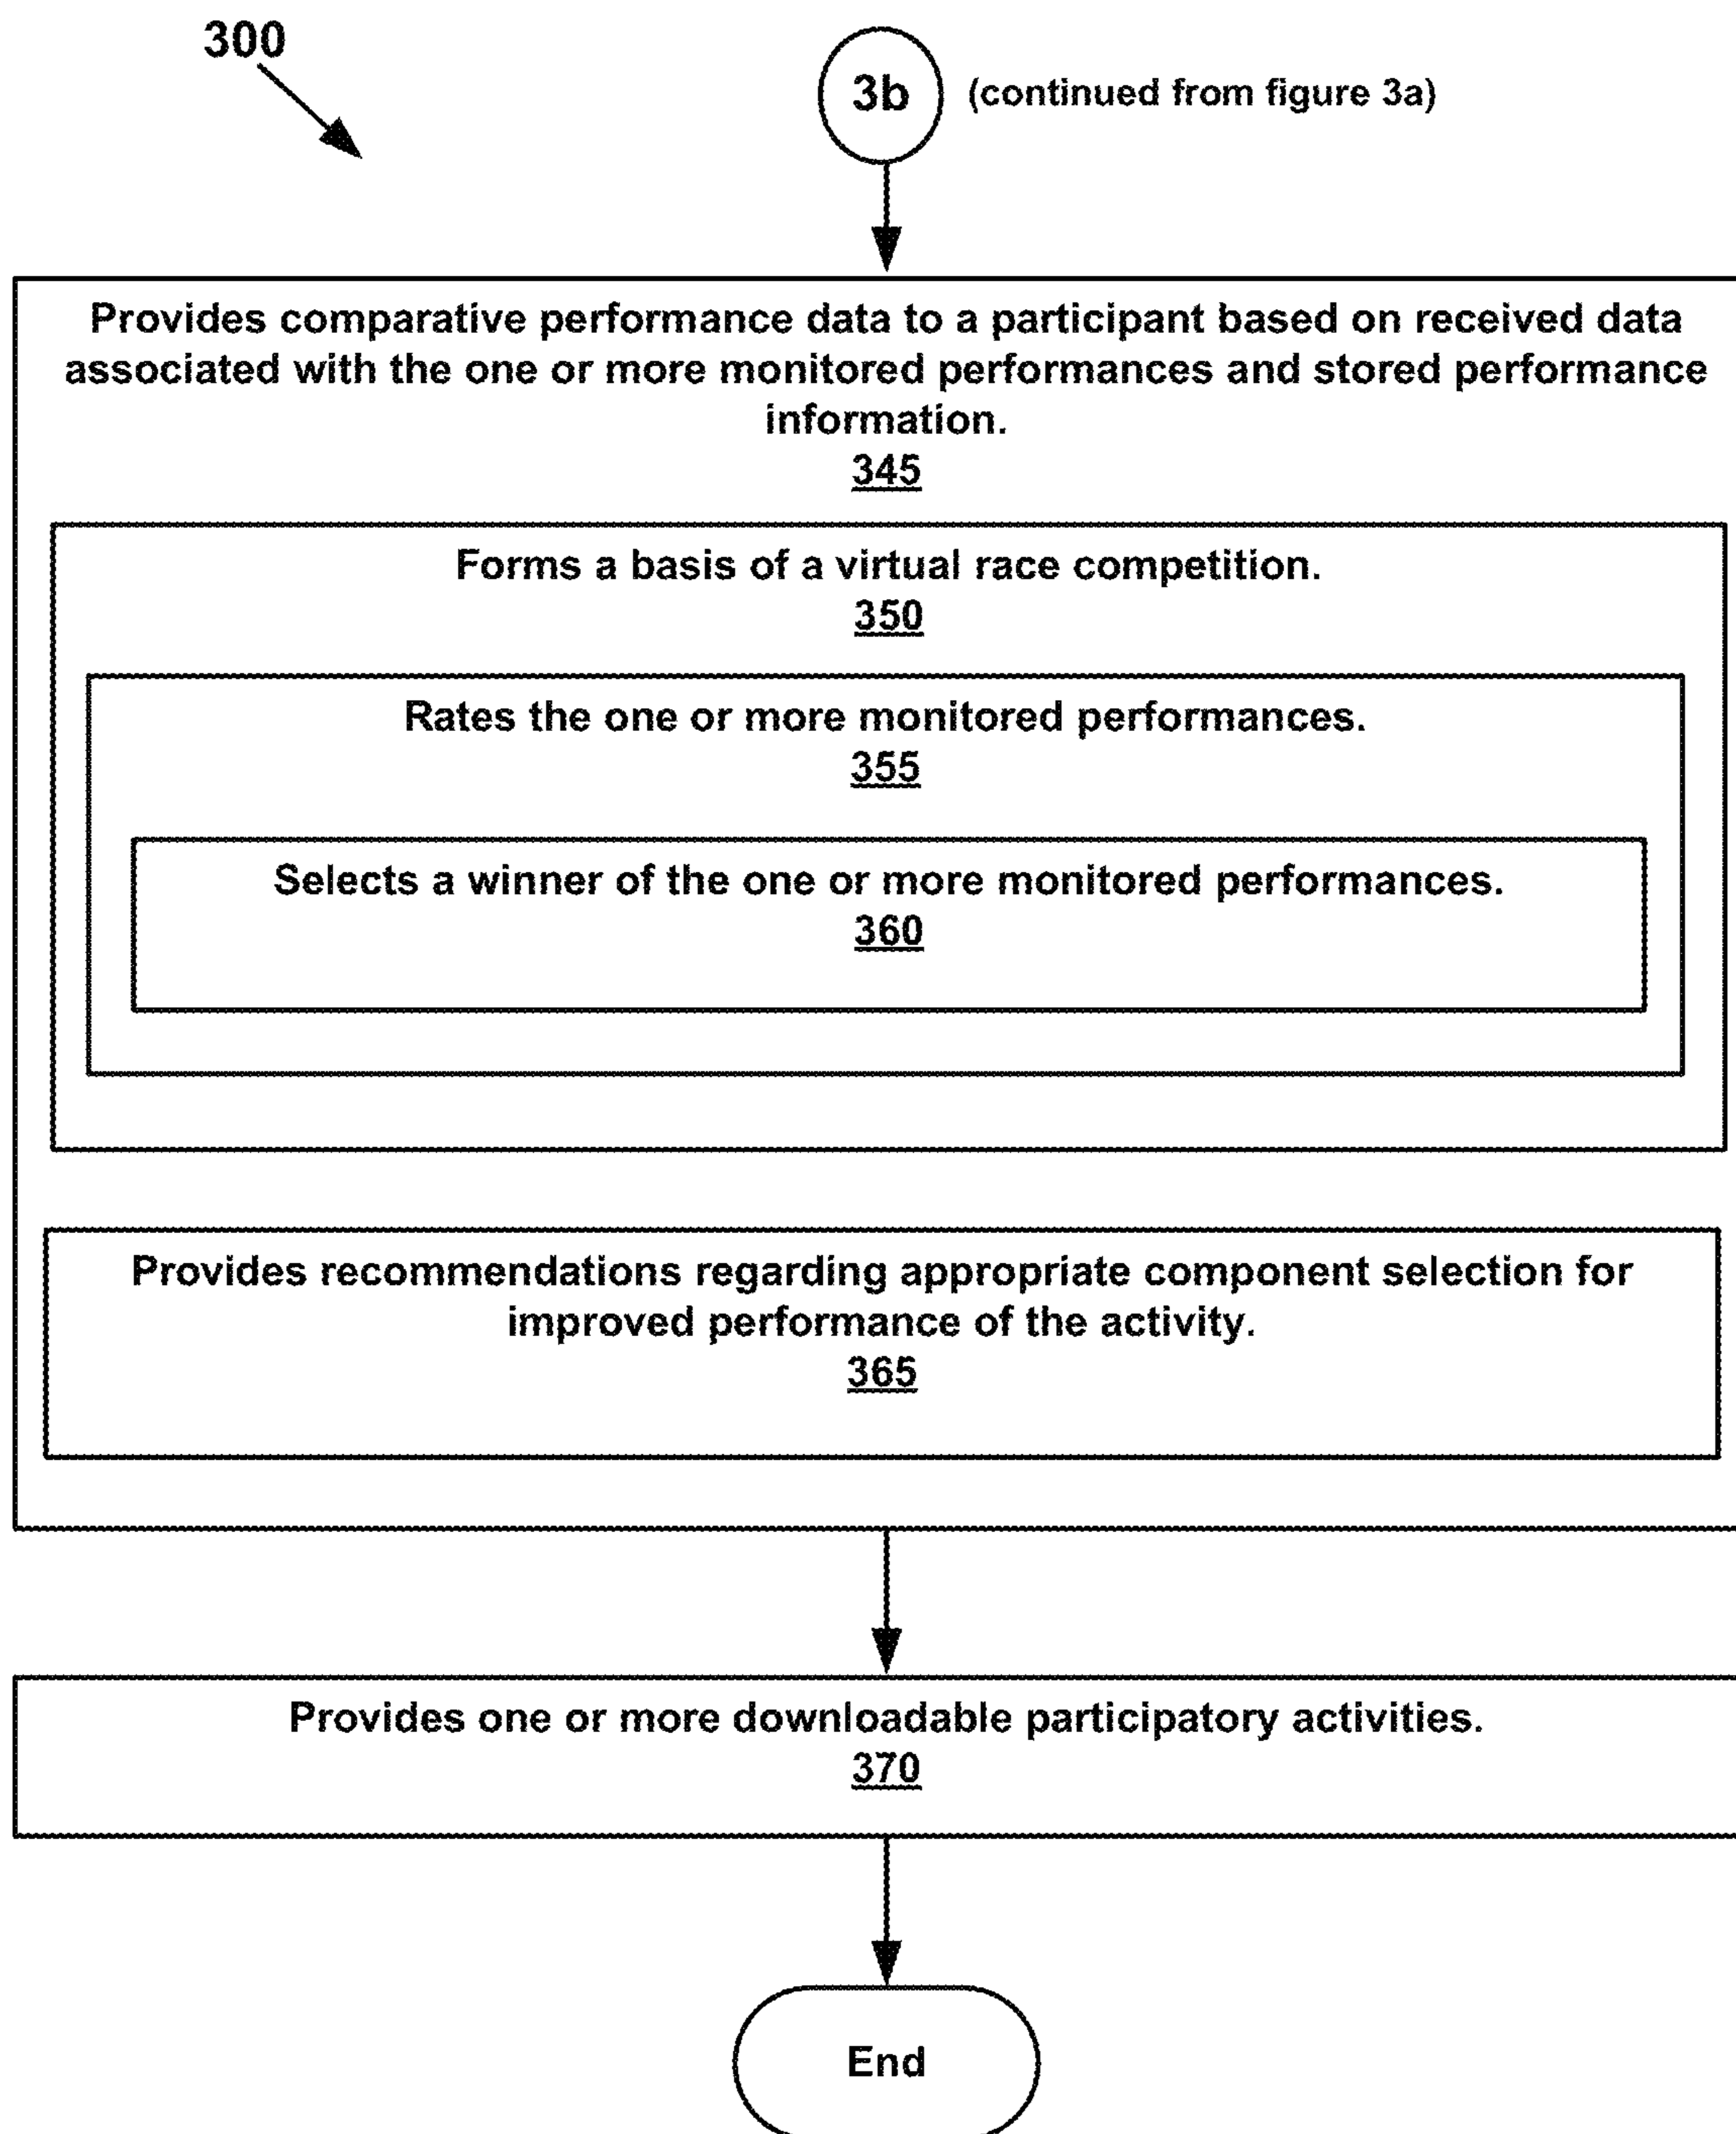 300
3b
(continued from figure 3a)
Provides comparative performance data to a participant based on received data
associated with the one or more monitored performances and stored performance
information.
345
Forms a basis of a virtual race competition.
350
Rates the one or more monitored performances.
355
Selects a winner of the one or more monitored performances.
360
Provides recommendations regarding appropriate component selection for
improved performance of the activity.
365
Provides one or more downloadable participatory activities.
370
End